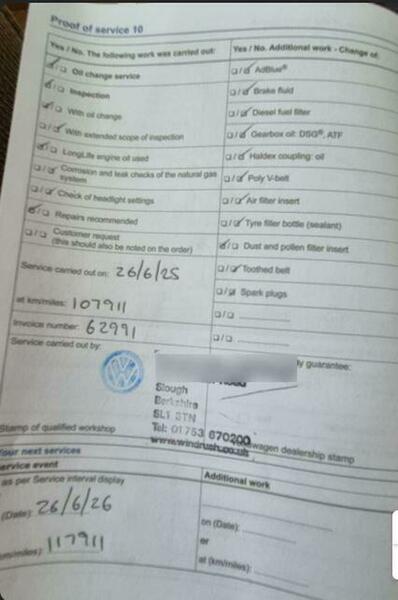 Proof of service 10
Yes / No. The following work was carried out:
Oil change service
Inspection
With oil change
With extended scope of inspection
LongLife engine oil used
Corrosion and leak checks of the natural gas
system
Check of headlight settings
Repairs recommended
Customer request
(this should also be noted on the order)
Service carried out on: 26/6/25
at km/miles: 107911
Invoice number: 62991
Service carried out by:
Yes / No. Additional work - Change of:
AdBlue®
Brake fluid
Diesel fuel filter
Gearbox oil: DSG®, ATF
Haldex coupling: oil
Poly V-belt
Air filter insert
Tyre filler bottle (sealant)
Dust and pollen filter insert
Toothed belt
Spark plugs
ly guarantee:
Slough
Berkshire
SL1 3TN
Tel: 01753 670200
www.windrush.co.uk
Stamp of qualified workshop
wagen dealership stamp
Your next services
service event
as per Service interval display
(Date): 26/6/26
km/miles): 117911
Additional work
on (Date):
or
at (km/miles):